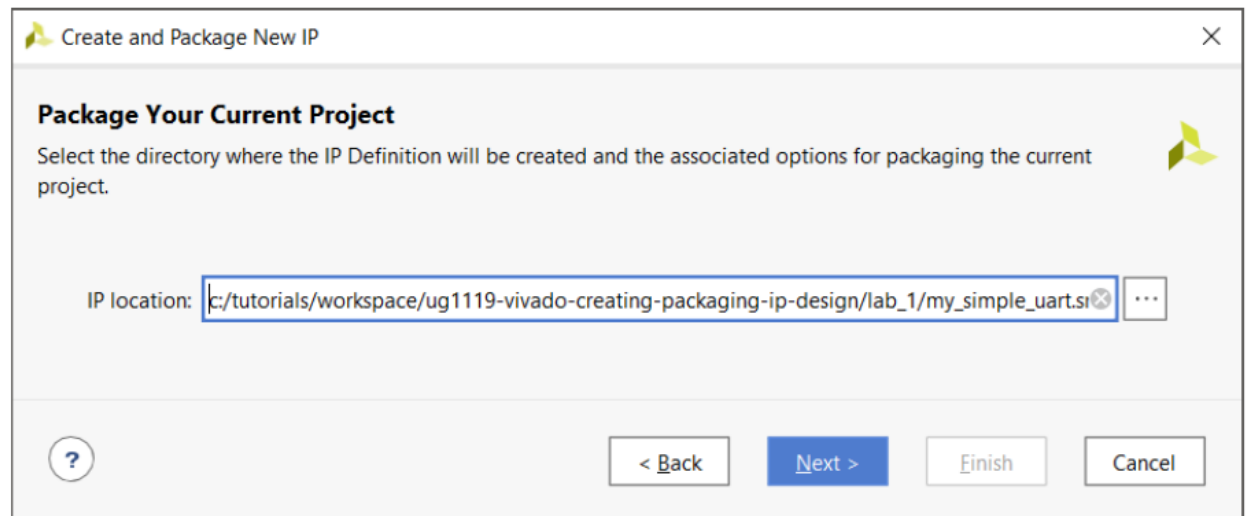 Create and Package New IP
Package Your Current Project
Select the directory where the IP Definition will be created and the associated options for packaging the current
project.
IP location: c:/tutorials/workspace/ug1119-vivado-creating-packaging-ip-design/lab_1/my_simple_uart.sr ...
? < Back Next > Finish Cancel